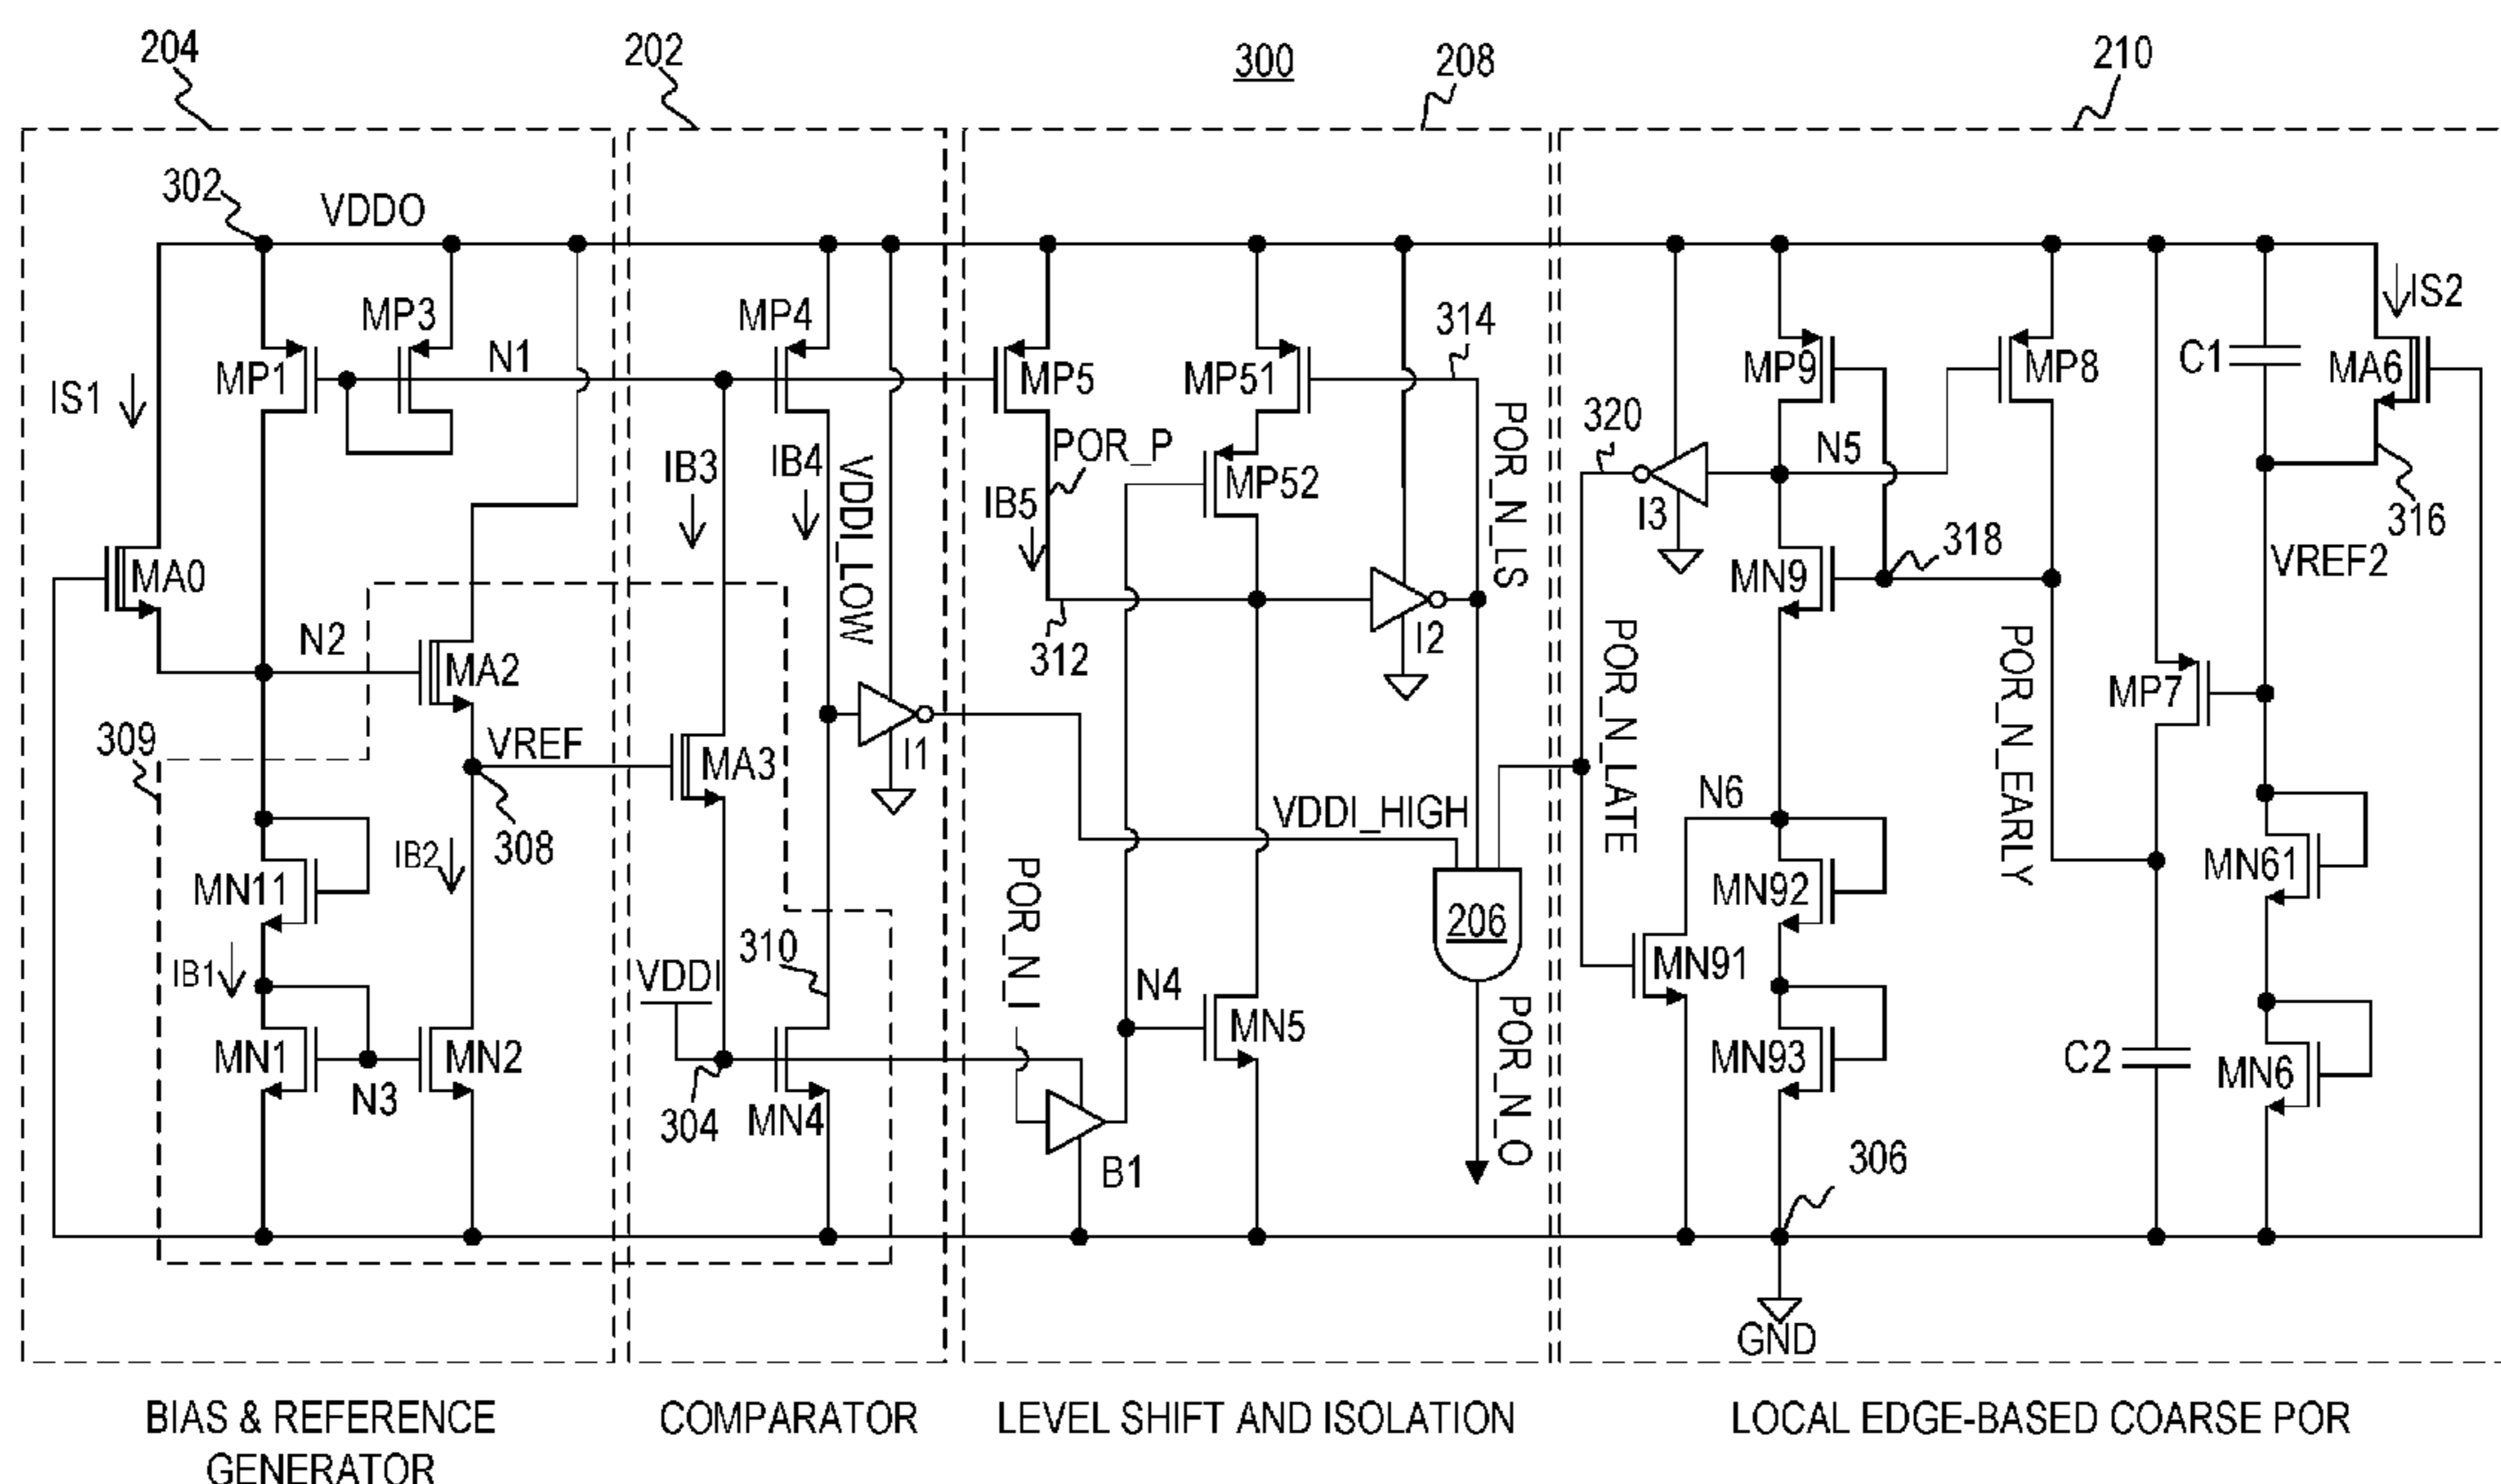 204
202
300
208
210
302
VDDO
MP3
MP4
314
IS2
IS1
MP1
N1
MP5
MP51
MP9
MP8
C1
MA6
IB3
IB4
VDDI_LOW
POR_P
IB5
MP52
POR_N_LS
320
N5
I3
316
MA0
MN9
318
VREF2
N2
MA2
312
I2
POR_N_LATE
POR_N_EARLY
MP7
309
VREF
MA3
I1
308
IB2
VDDI_HIGH
N6
MN11
POR_N_I
206
MN92
MN61
IB1
VDDI
310
N4
MN91
MN1
MN2
N3
MN5
POR_N_O
MN93
C2
MN6
304
MN4
B1
306
GND
BIAS & REFERENCE
GENERATOR
COMPARATOR
LEVEL SHIFT AND ISOLATION
LOCAL EDGE-BASED COARSE POR